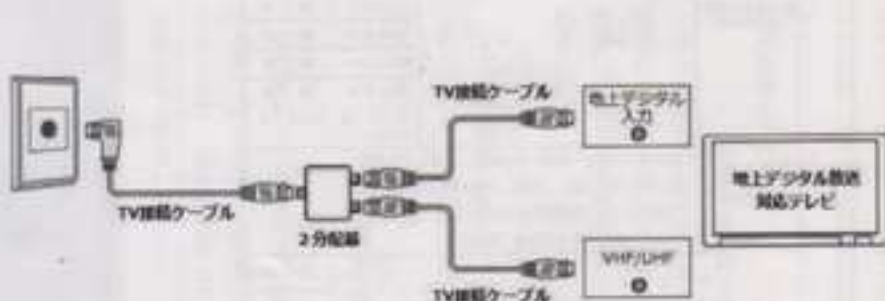 TV接続ケーブル
地上デジタル
入力
地上デジタル放送
対応テレビ
TV接続ケーブル
2分配器
VHF/UHF
TV接続ケーブル